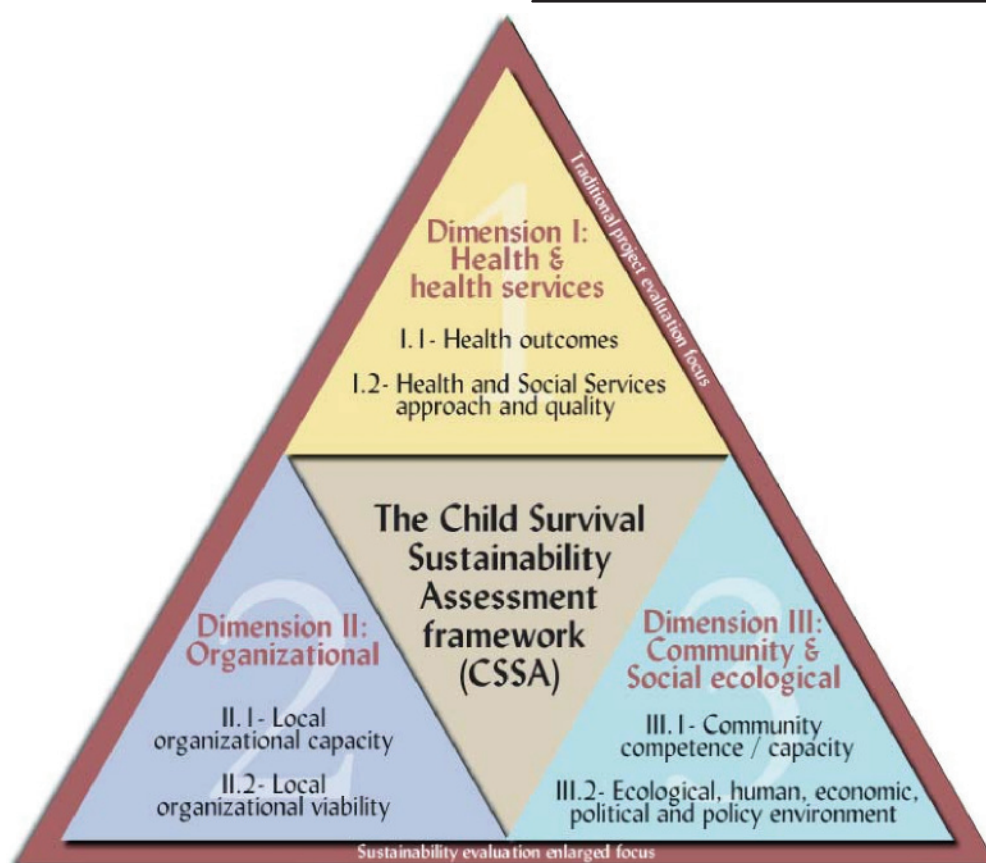 Traditional project evaluation focus
1
Dimension I:
Health &
health services
I.1- Health outcomes
I.2- Health and Social Services
approach and quality
The Child Survival
Sustainability
Assessment
framework
(CSSA)
2
Dimension II:
Organizational
II.1- Local
organizational capacity
II.2- Local
organizational viability
3
Dimension III:
Community &
Social ecological
III.1- Community
competence / capacity
III.2- Ecological, human, economic,
political and policy environment
Sustainability evaluation enlarged focus